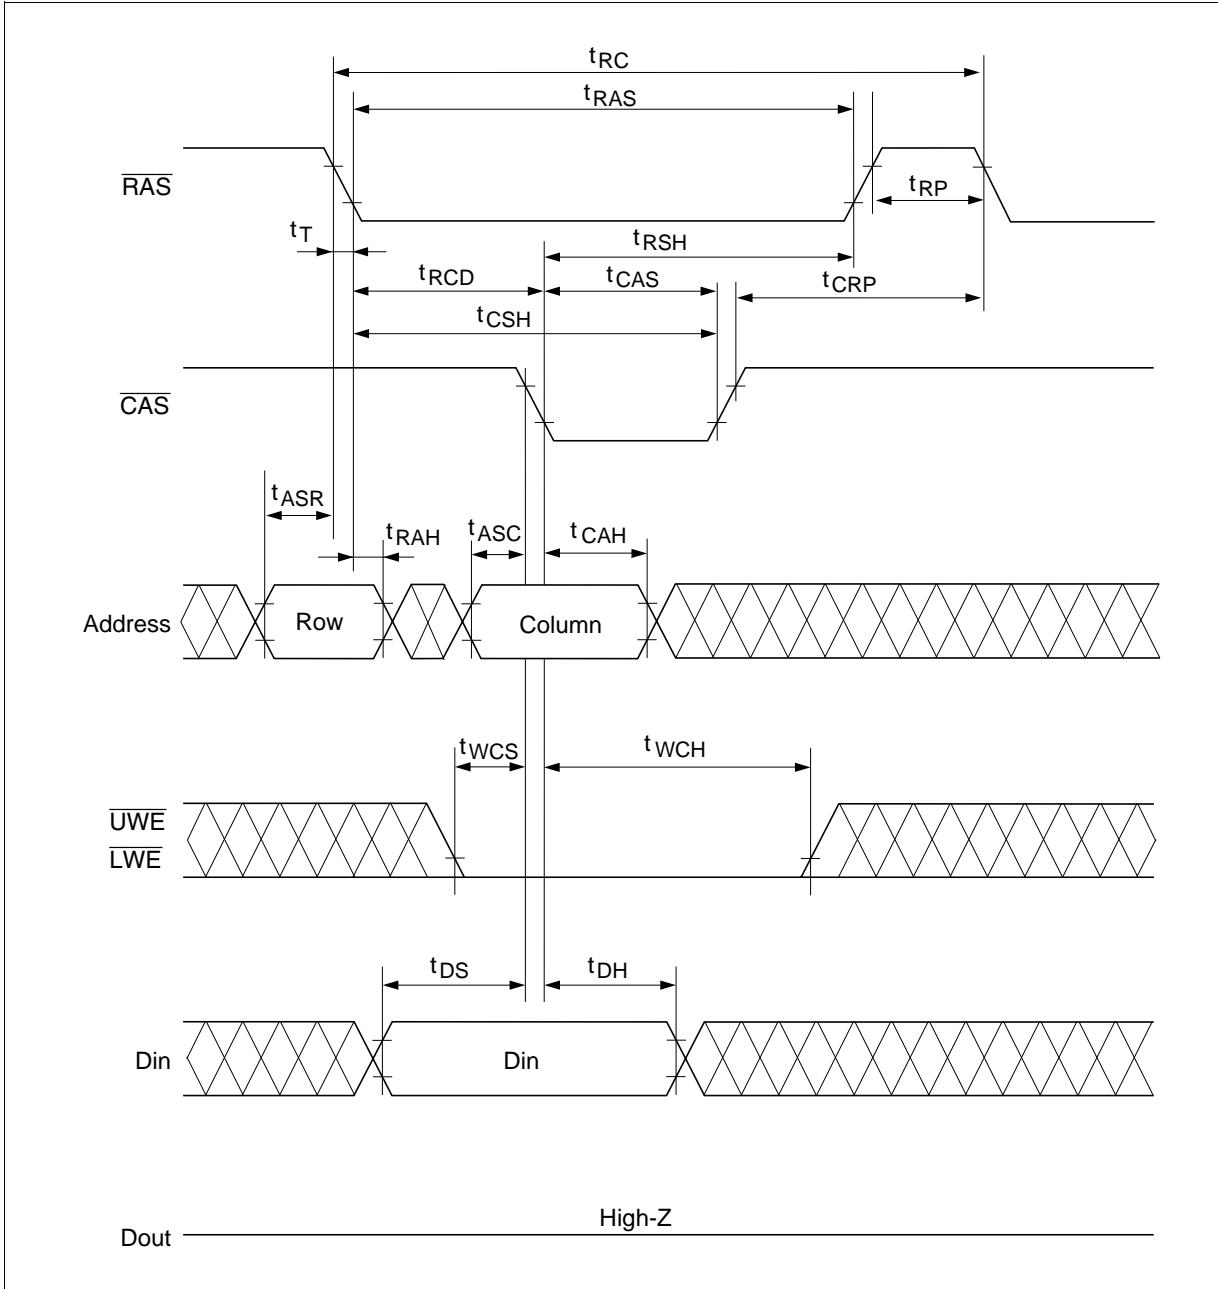 tRC
tRAS
RAS
tRP
tT
tRSH
tRCD
tCAS
tCRP
tCSH
CAS
tASR
tRAH
tASC
tCAH
Address
Row
Column
tWCS
tWCH
UWE
LWE
tDS
tDH
Din
Din
High-Z
Dout